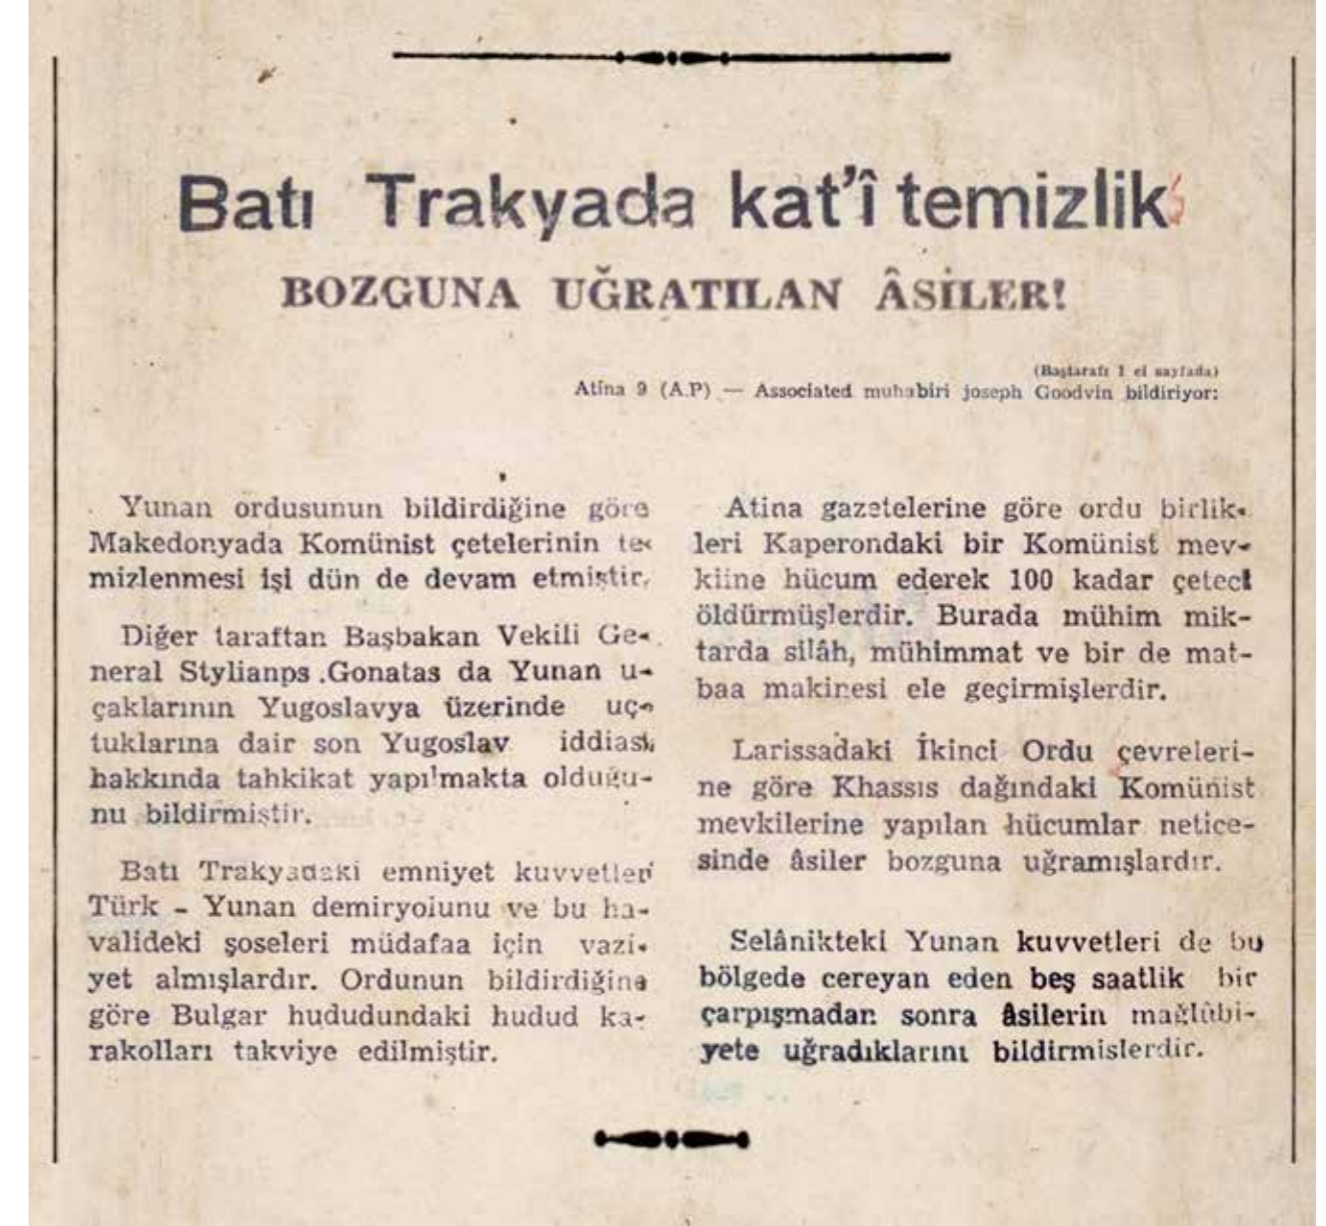 Batı Trakyada kat'î temizlik
BOZGUNA UĞRATILAN ÂSİLER!
(Baştarafı 1 ci sayfada)
Atina 9 (A.P) — Associated muhabiri joseph Goodvin bildiriyor:
Yunan ordusunun bildirdiğine göre
Makedonyada Komünist çetelerinin te-
mizlenmesi işi dün de devam etmiştir.
Diğer taraftan Başbakan Vekili Ge-
neral Stylianps .Gonatas da Yunan u-
çaklarının Yugoslavya üzerinde uç-
tuklarına dair son Yugoslav iddiası
hakkında tahkikat yapılmakta olduğu-
nu bildirmiştir.
Batı Trakyadaki emniyet kuvvetleri
Türk - Yunan demiryolunu ve bu ha-
valideki şoseleri müdafaa için vazi-
yet almışlardır. Ordunun bildirdiğine
göre Bulgar hududundaki hudud ka-
rakolları takviye edilmiştir.
Atina gazetelerine göre ordu birlik-
leri Kaperondaki bir Komünist mev-
kiine hücum ederek 100 kadar çeteci
öldürmüşlerdir. Burada mühim mik-
tarda silâh, mühimmat ve bir de mat-
baa makinesi ele geçirmişlerdir.
Larissadaki İkinci Ordu çevreleri-
ne göre Khassıs dağındaki Komünist
mevkilerine yapılan hücumlar netice-
sinde âsiler bozguna uğramışlardır.
Selânikteki Yunan kuvvetleri de bu
bölgede cereyan eden beş saatlik bir
çarpışmadan sonra âsilerin mağlûbi-
yete uğradıklarını bildirmişlerdir.